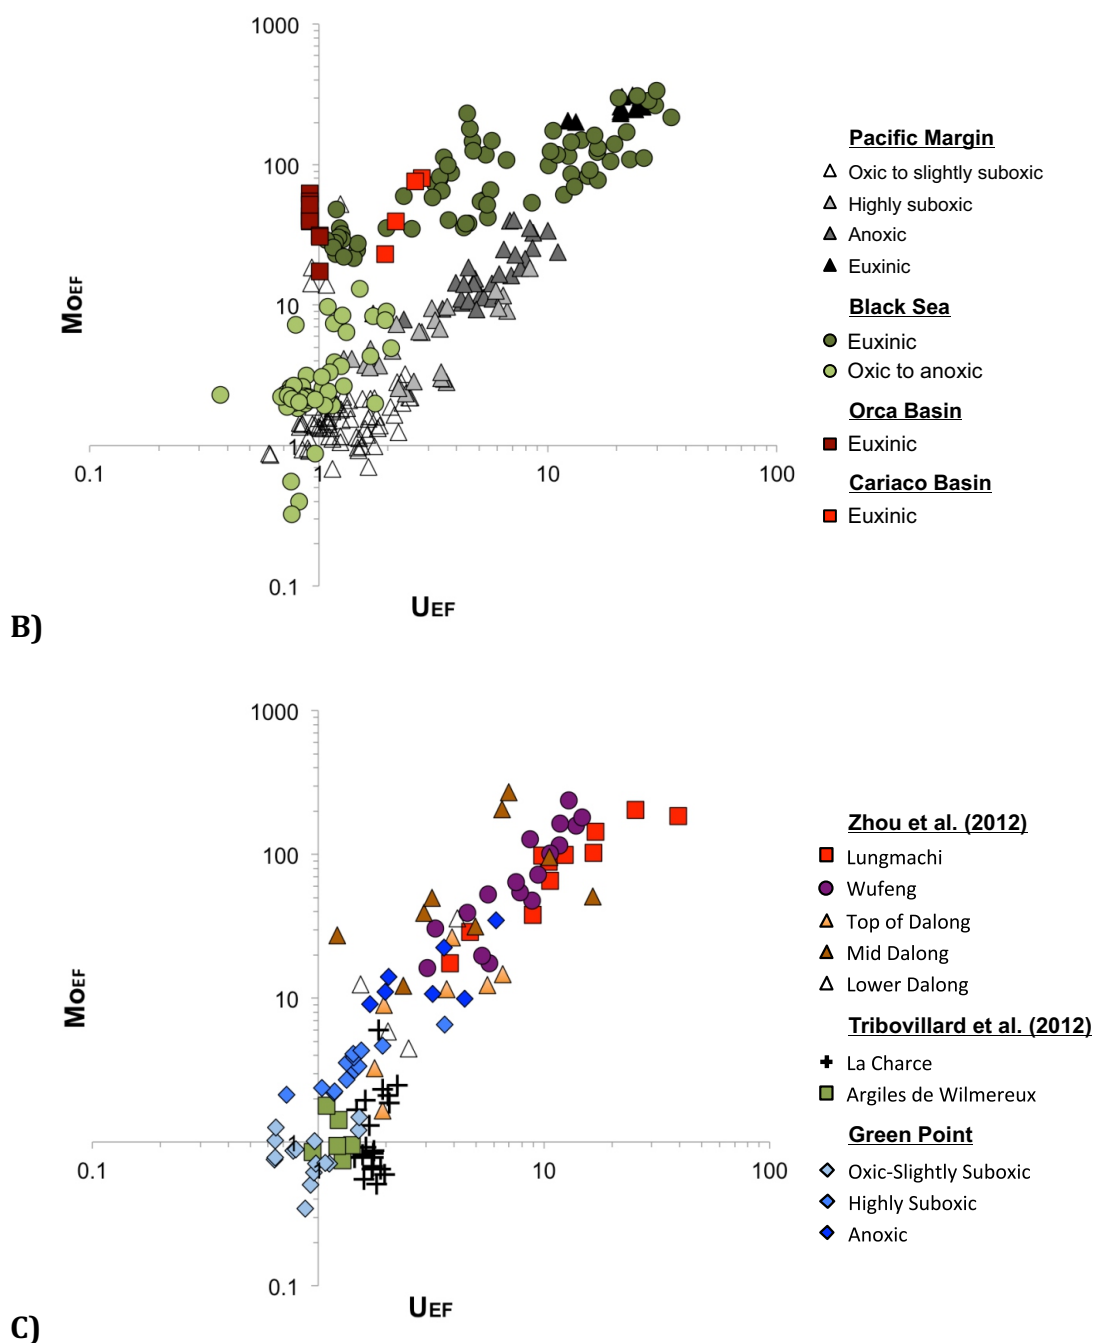 1000
100
10
1
0.1
1
10
100
0.1
MoEF
UEF
B)
Pacific Margin
Oxic to slightly suboxic
Highly suboxic
Anoxic
Euxinic
Black Sea
Euxinic
Oxic to anoxic
Orca Basin
Euxinic
Cariaco Basin
Euxinic
1000
100
10
1
0.1
10
100
0.1
MoEF
UEF
C)
Zhou et al. (2012)
Lungmachi
Wufeng
Top of Dalong
Mid Dalong
Lower Dalong
Tribovillard et al. (2012)
La Charce
Argiles de Wilmereux
Green Point
Oxic-Slightly Suboxic
Highly Suboxic
Anoxic